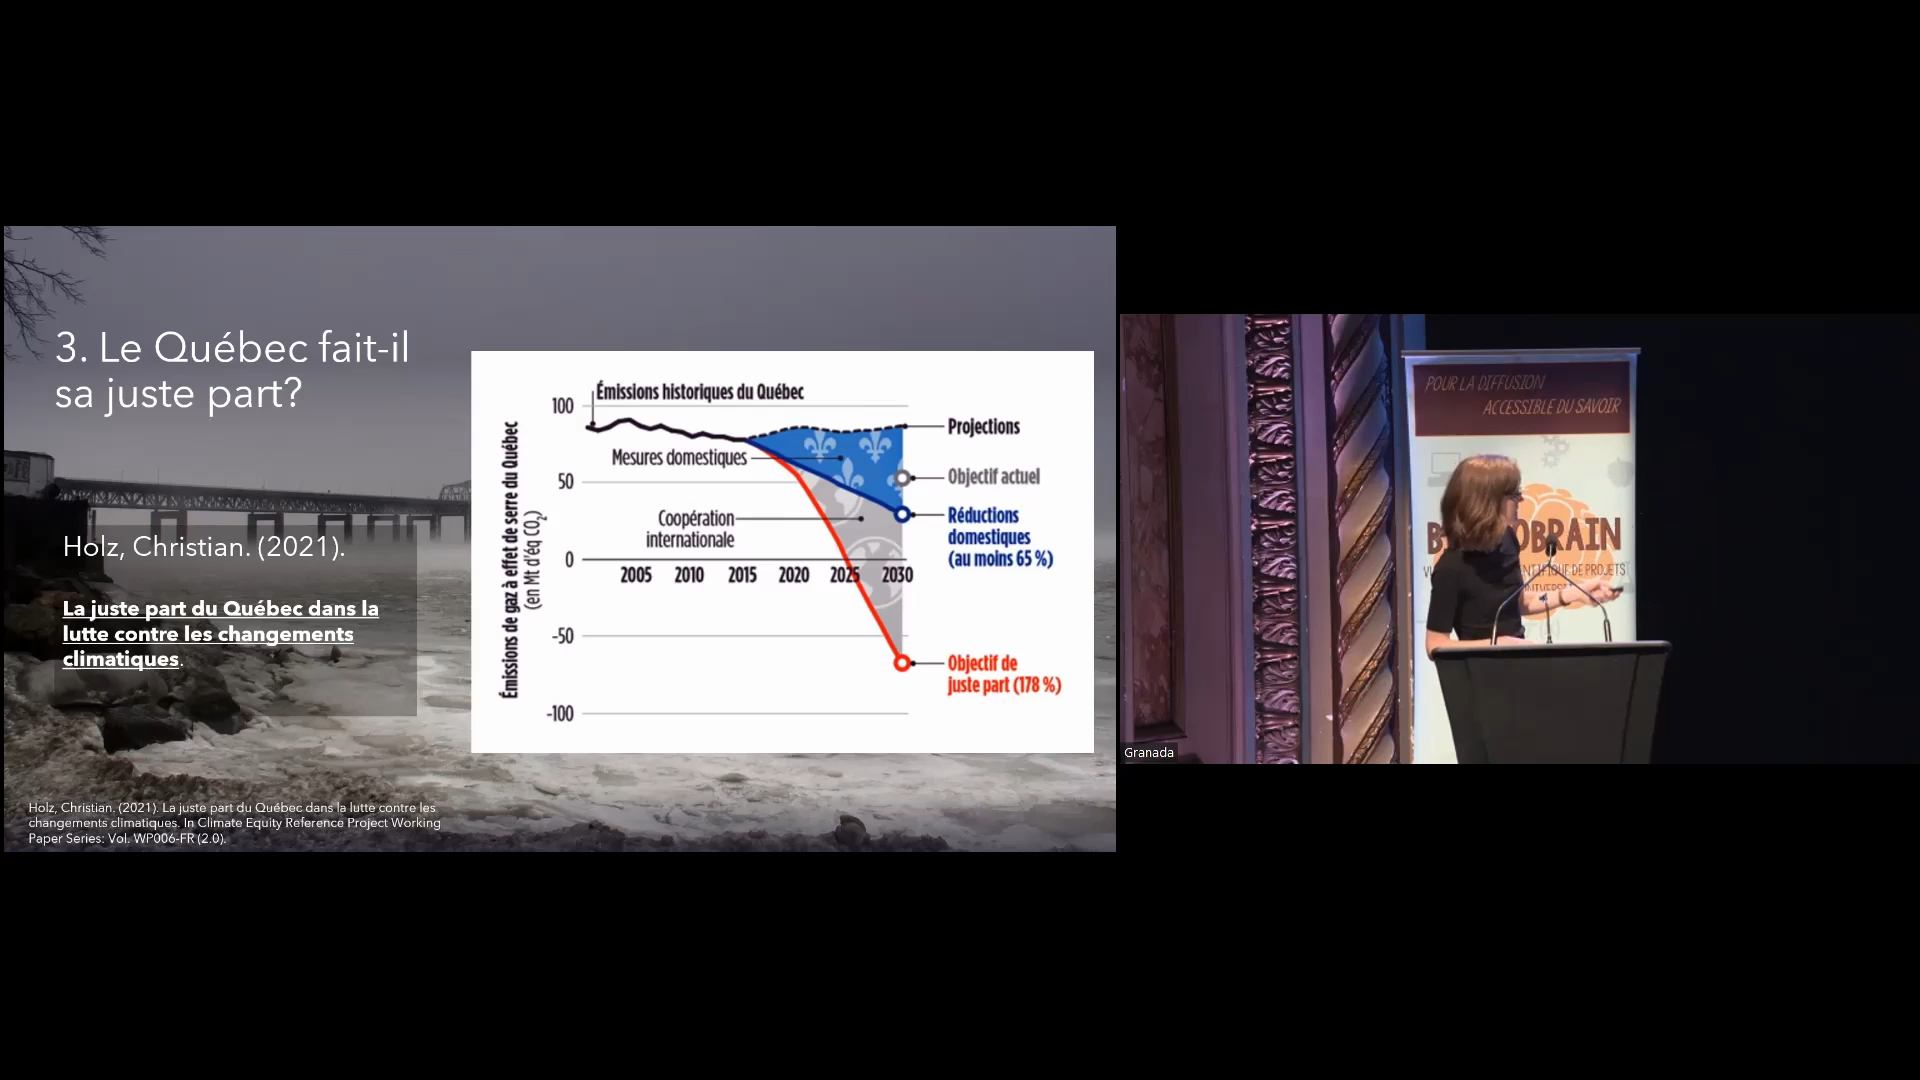 3. Le Québec fait-il
sa juste part?
Holz, Christian. (2021).
La juste part du Québec dans la
lutte contre les changements
climatiques.
Holz, Christian. (2021). La juste part du Québec dans la lutte contre les
changements climatiques. In Climate Equity Reference Project Working
Paper Series: Vol. WP006-FR (2.0).
Émissions de gaz à effet de serre du Québec
(en Mt d'éq CO2)
Émissions historiques du Québec
100
50
0
-50
-100
Mesures domestiques
Coopération
internationale
2005 2010 2015 2020 2025 2030
Projections
Objectif actuel
Réductions
domestiques
(au moins 65 %)
Objectif de
juste part (178 %)
POUR LA DIFFUSION
ACCESSIBLE DU SAVOIR
DE PROJETS
Granada